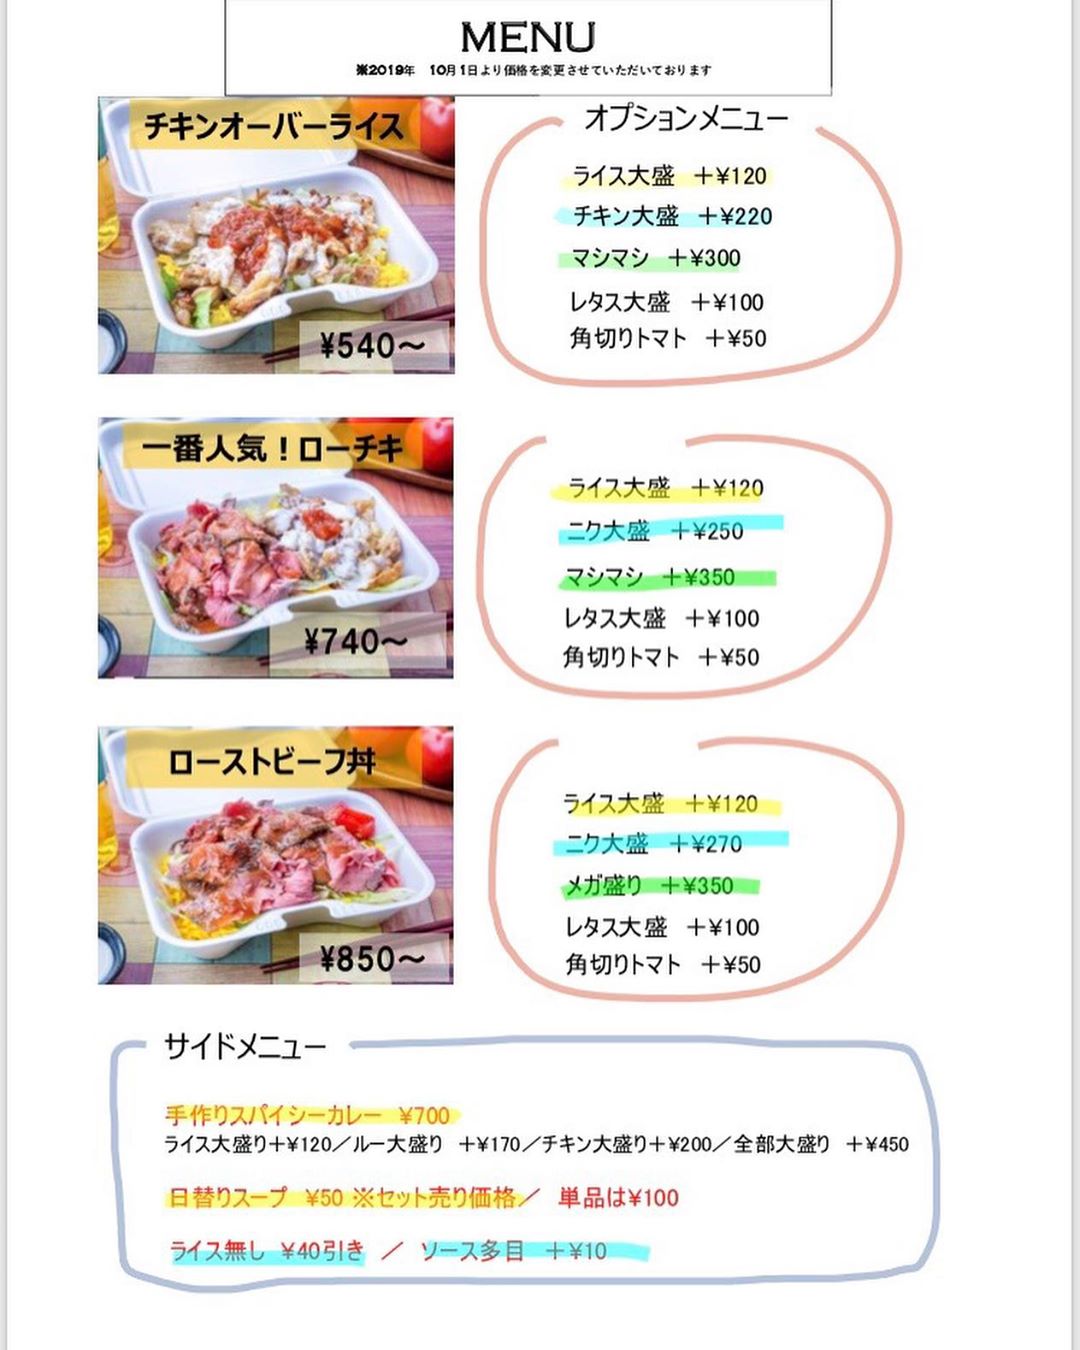 MENU
※2019年 10月1日より価格を変更させていただいております
チキンオーバーライス
¥540～
オプションメニュー
ライス大盛 +¥120
チキン大盛 +¥220
マシマシ +¥300
レタス大盛 +¥100
角切りトマト +¥50
一番人気！ローチキ
¥740～
ライス大盛 +¥120
ニク大盛 +¥250
マシマシ +¥350
レタス大盛 +¥100
角切りトマト +¥50
ローストビーフ丼
¥850～
ライス大盛 +¥120
ニク大盛 +¥270
メガ盛り +¥350
レタス大盛 +¥100
角切りトマト +¥50
サイドメニュー
手作りスパイシーカレー ¥700
ライス大盛り+¥120／ルー大盛り +¥170／チキン大盛り+¥200／全部大盛り +¥450
日替りスープ ¥50 ※セット売り価格／ 単品は¥100
ライス無し ¥40引き ／ ソース多目 +¥10